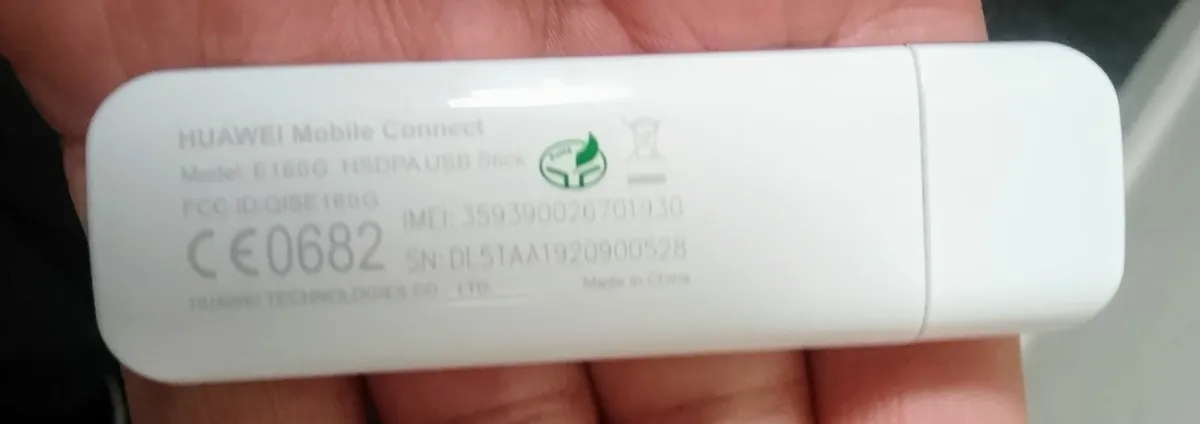 HUAWEI Mobile Connect
Model: E160G HSDPA USB Stick
FCC ID:QISE160G
IMEI: 359390026701930
CE0682
SN: DL5TAA1920900528
HUAWEI TECHNOLOGIES CO., LTD.
Made in China